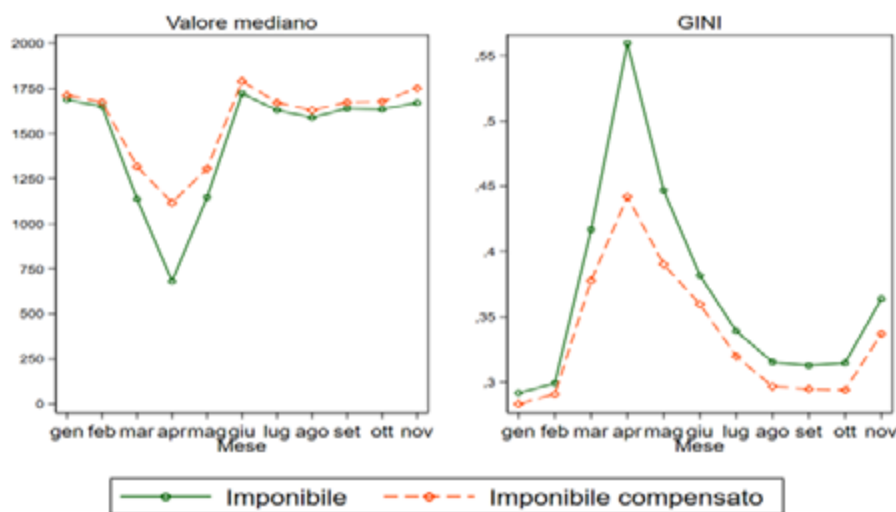 Valore mediano
2000
1750
1500
1250
1000
750
500
250
0
gen feb mar apr mag giu lug ago set ott nov
Mese
GINI
,55
,5
,45
,4
,35
,3
gen feb mar apr mag giu lug ago set ott nov
Mese
Imponibile
Imponibile compensato